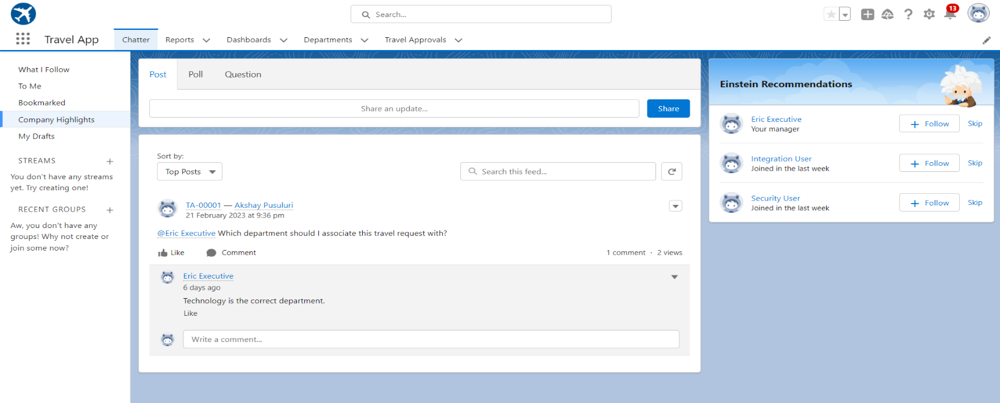 Search...
13
Travel App
Chatter
Reports
Dashboards
Departments
Travel Approvals
What I Follow
To Me
Bookmarked
Company Highlights
My Drafts
STREAMS
You don't have any streams
yet. Try creating one!
RECENT GROUPS
Aw, you don't have any
groups! Why not create or
join some now?
Post
Poll
Question
Share an update...
Share
Sort by:
Top Posts
Search this feed...
TA-00001 — Akshay Pusuluri
21 February 2023 at 9:36 pm
@Eric Executive Which department should I associate this travel request with?
Like
Comment
1 comment · 2 views
Eric Executive
6 days ago
Technology is the correct department.
Like
Write a comment...
Einstein Recommendations
Eric Executive
Your manager
Follow
Skip
Integration User
Joined in the last week
Follow
Skip
Security User
Joined in the last week
Follow
Skip